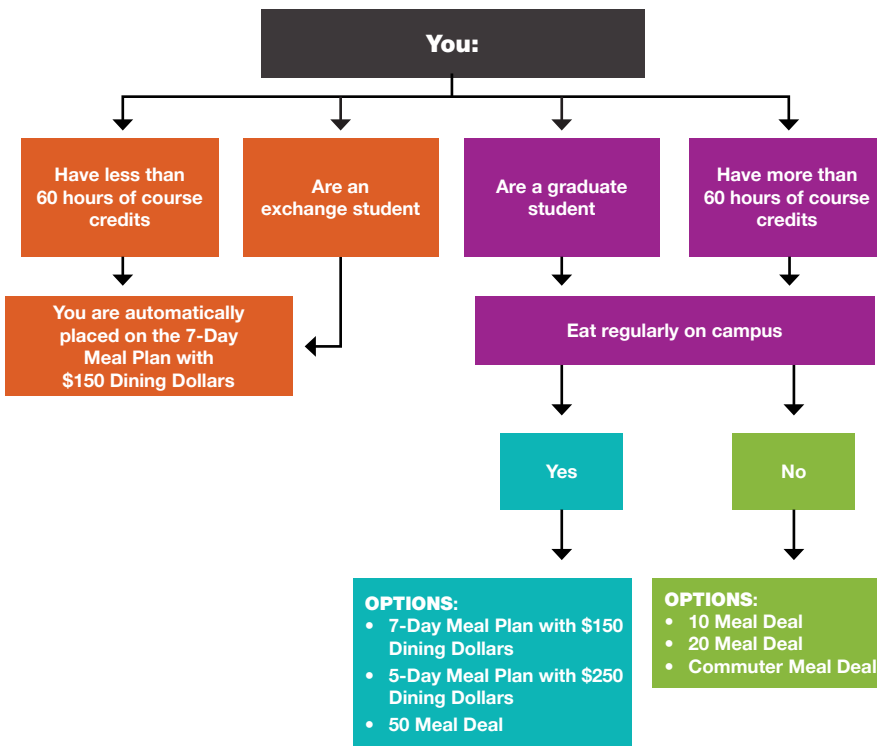 You:
Have less than
60 hours of course
credits
Are an
exchange student
Are a graduate
student
Have more than
60 hours of course
credits
You are automatically
placed on the 7-Day
Meal Plan with
$150 Dining Dollars
Eat regularly on campus
Yes
No
OPTIONS:
• 7-Day Meal Plan with $150
Dining Dollars
• 5-Day Meal Plan with $250
Dining Dollars
• 50 Meal Deal
OPTIONS:
• 10 Meal Deal
• 20 Meal Deal
• Commuter Meal Deal